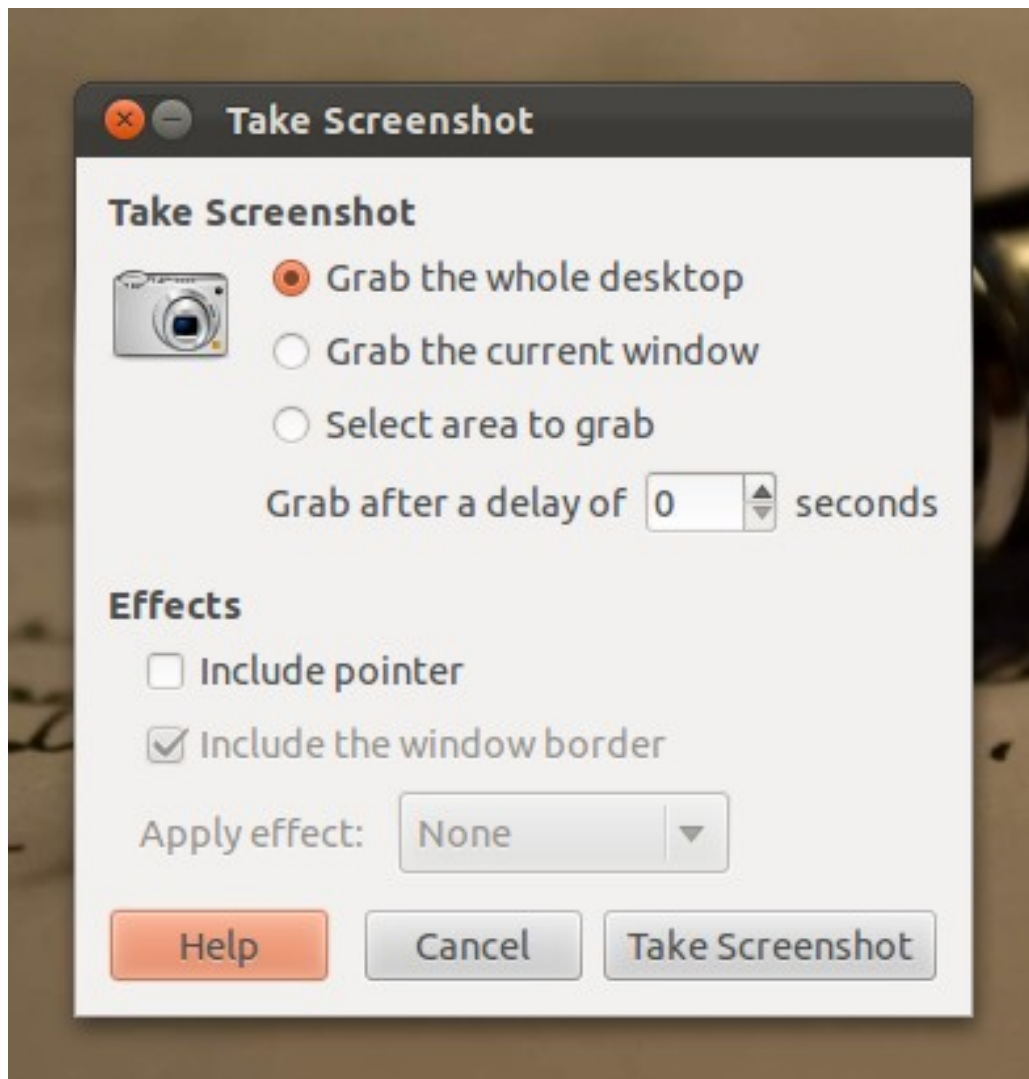 Take Screenshot
Take Screenshot
Grab the whole desktop
Grab the current window
Select area to grab
Grab after a delay of 0 seconds
Effects
Include pointer
Include the window border
Apply effect: None
Help Cancel Take Screenshot